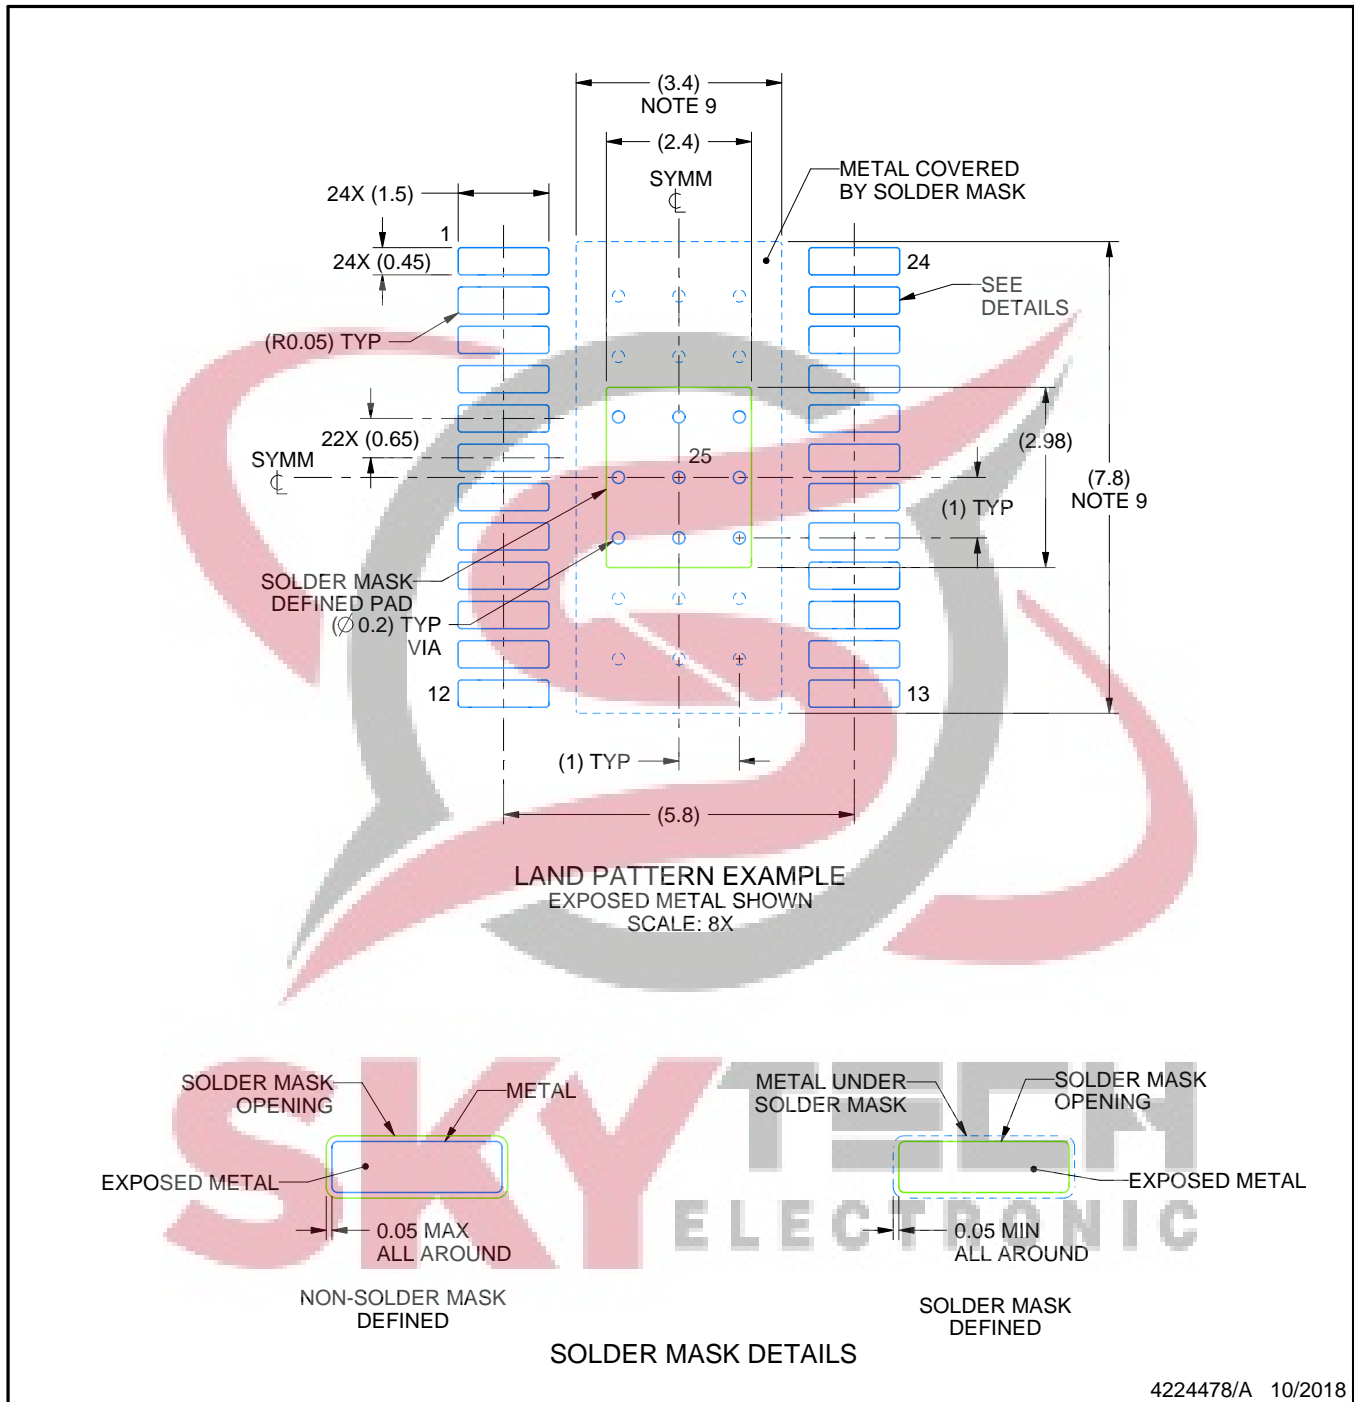 (3.4)
NOTE 9
(2.4)
SYMM
METAL COVERED
BY SOLDER MASK
24X (1.5)
1
24X (0.45)
24
SEE
DETAILS
(R0.05) TYP
22X (0.65)
SYMM
25
(2.98)
(7.8)
NOTE 9
(1) TYP
SOLDER MASK
DEFINED PAD
(∅ 0.2) TYP
VIA
12
13
(1) TYP
(5.8)
LAND PATTERN EXAMPLE
EXPOSED METAL SHOWN
SCALE: 8X
SOLDER MASK
OPENING
METAL
EXPOSED METAL
0.05 MAX
ALL AROUND
NON-SOLDER MASK
DEFINED
METAL UNDER
SOLDER MASK
SOLDER MASK
OPENING
EXPOSED METAL
0.05 MIN
ALL AROUND
SOLDER MASK
DEFINED
SKYTECH
ELECTRONIC
SOLDER MASK DETAILS
4224478/A 10/2018